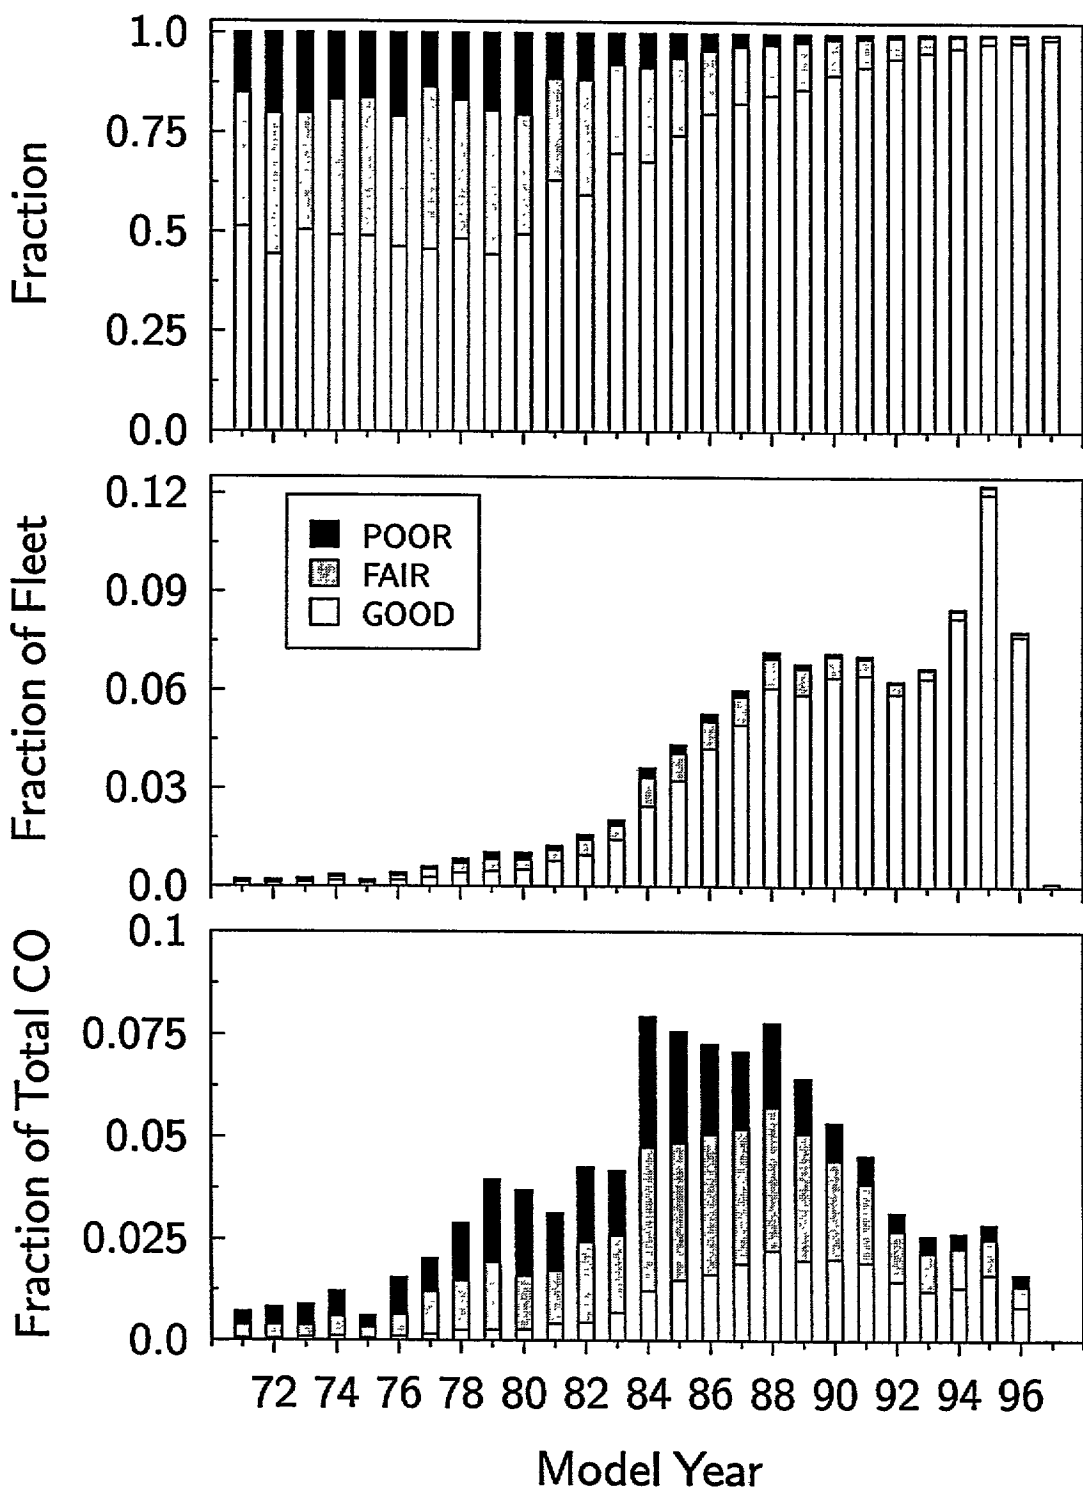 Fraction
1.0
0.75
0.5
0.25
0.0
Fraction of Fleet
0.12
0.09
0.06
0.03
0.0
POOR
FAIR
GOOD
Fraction of Total CO
0.1
0.075
0.05
0.025
0.0
72 74 76 78 80 82 84 86 88 90 92 94 96
Model Year